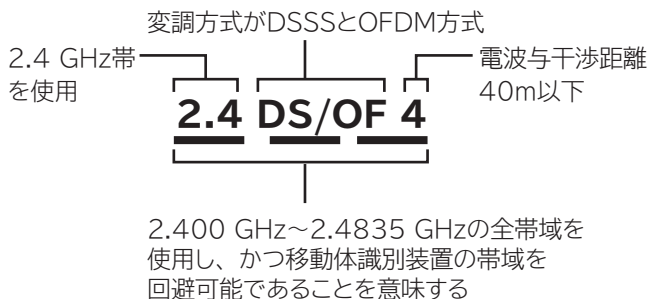 変調方式がDSSSとOFDM方式
2.4 GHz帯
を使用
電波与干渉距離
40m以下
2.4 DS/OF 4
2.400 GHz～2.4835 GHzの全帯域を
使用し、かつ移動体識別装置の帯域を
回避可能であることを意味する